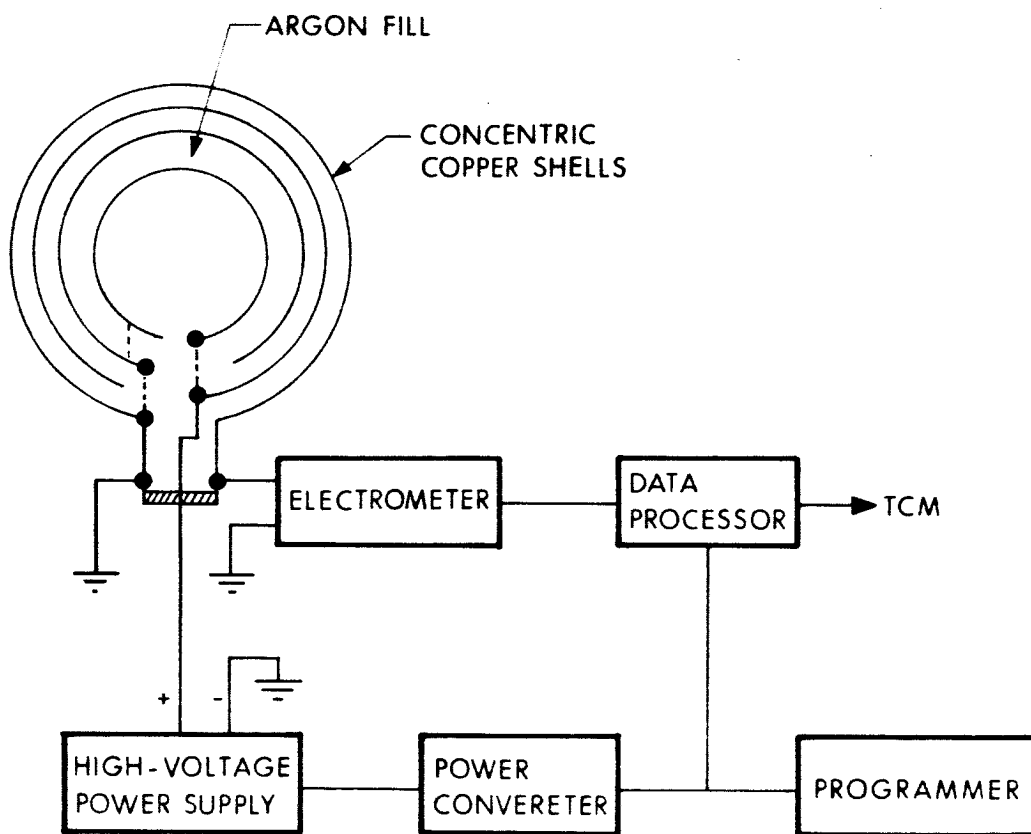 ARGON FILL
CONCENTRIC
COPPER SHELLS
ELECTROMETER
DATA
PROCESSOR
TCM
+ -
HIGH-VOLTAGE
POWER SUPPLY
POWER
CONVERETER
PROGRAMMER